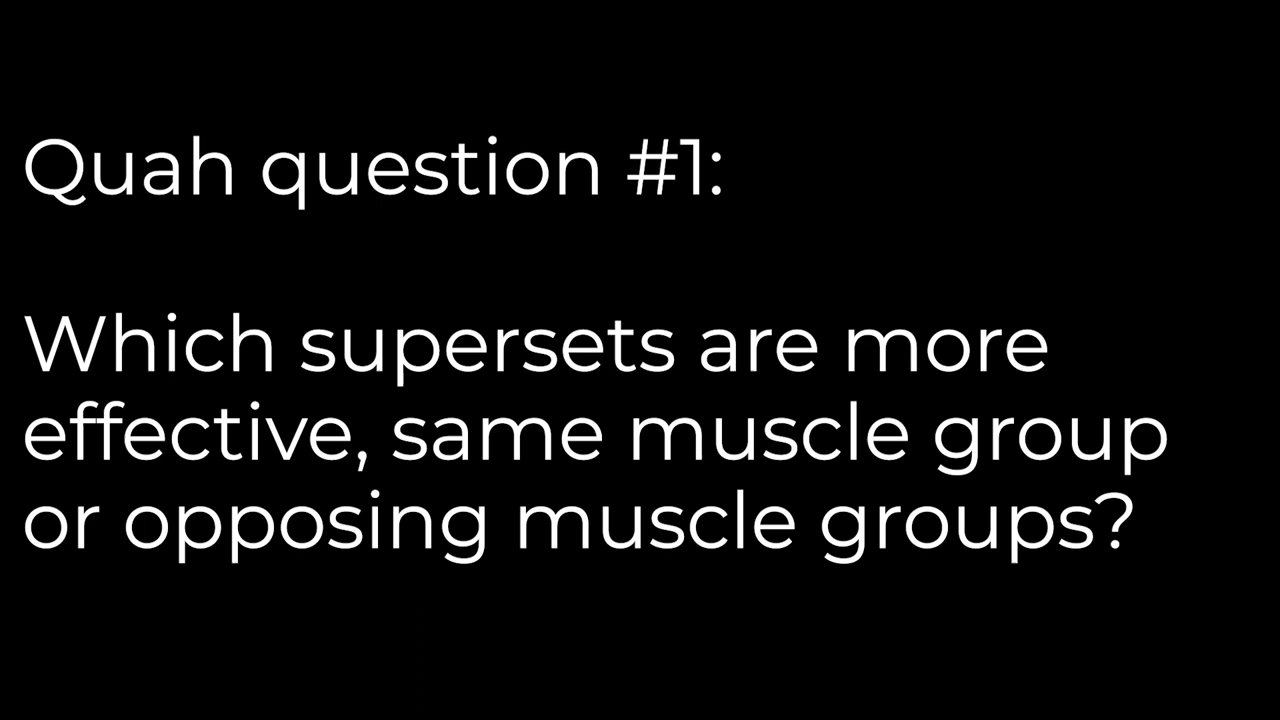 Quah question #1:
Which supersets are more
effective, same muscle group
or opposing muscle groups?